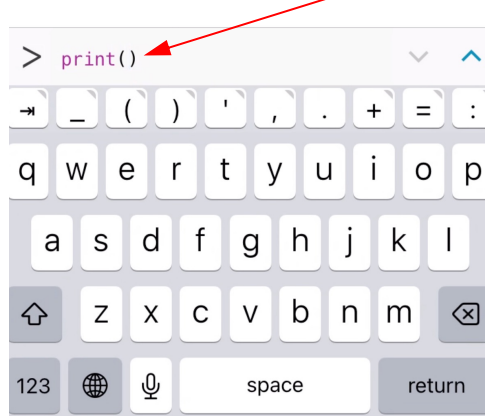 > print()
⇥ _ ( ) ' , . + = :
q w e r t y u i o p
a s d f g h j k l
z x c v b n m
123 space return